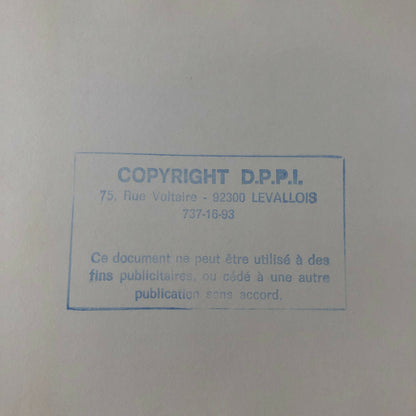 COPYRIGHT D.P.P.I.
75, Rue Voltaire - 92300 LEVALLOIS
737-16-93
Ce document ne peut être utilisé à des
fins publicitaires, ou cédé à une autre
publication sans accord.